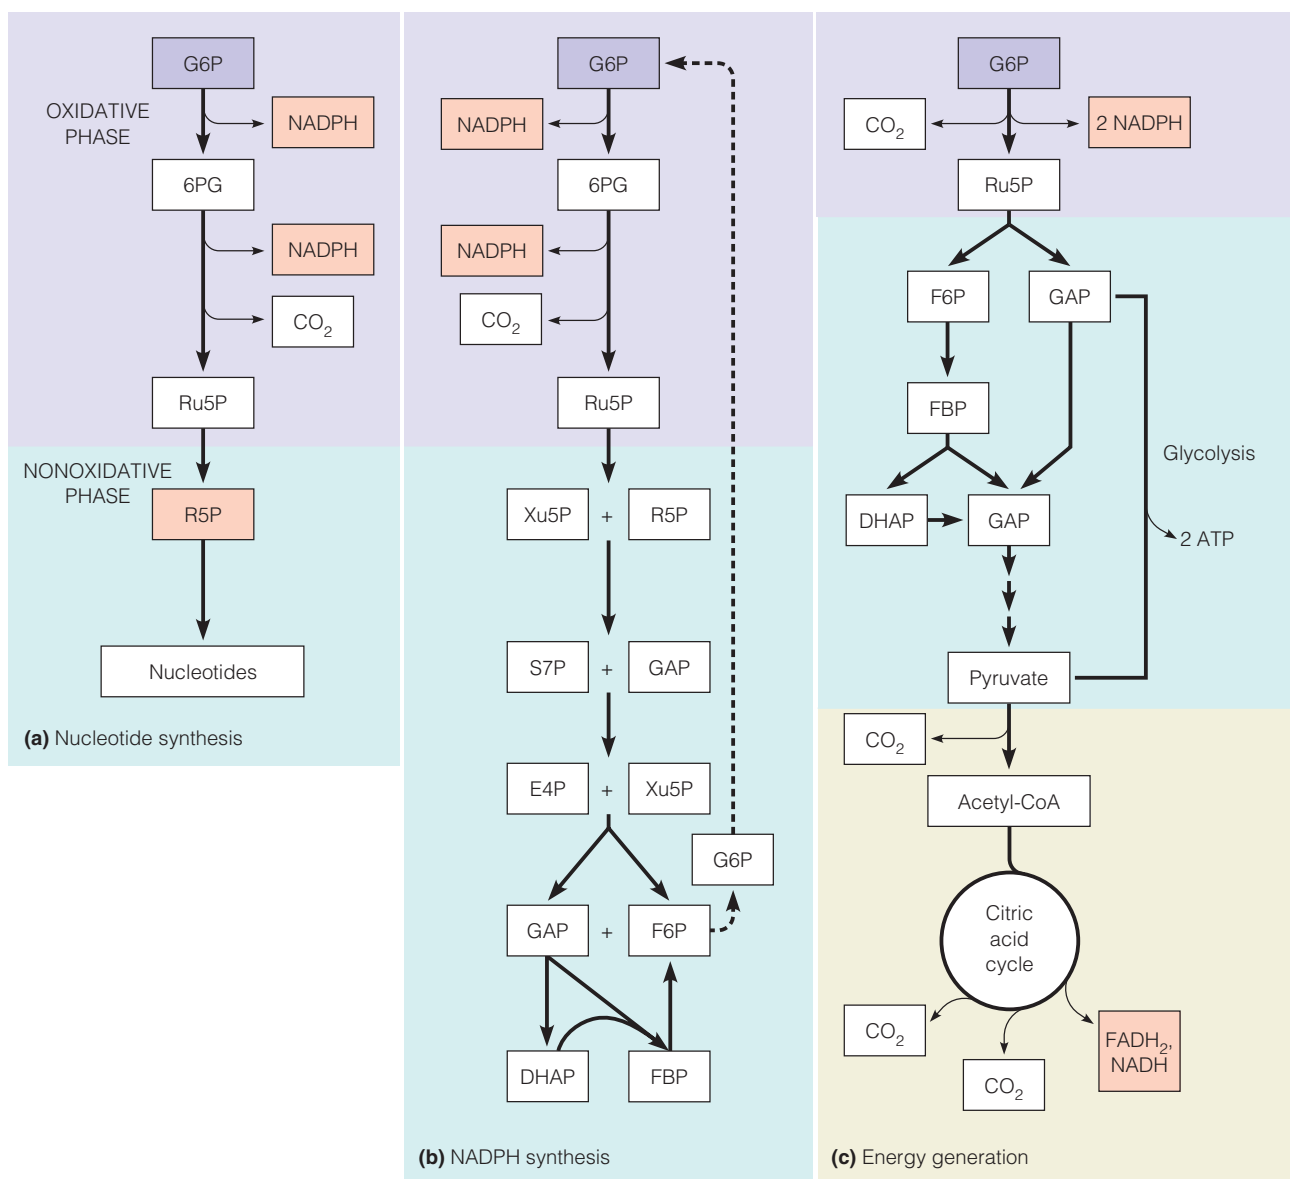 G6P
OXIDATIVE
PHASE
NADPH
6PG
NADPH
CO2
Ru5P
NONOXIDATIVE
PHASE
R5P
Nucleotides
(a) Nucleotide synthesis
G6P
NADPH
6PG
NADPH
CO2
Ru5P
Xu5P + R5P
S7P + GAP
E4P + Xu5P
G6P
GAP + F6P
DHAP
FBP
(b) NADPH synthesis
G6P
CO2
2 NADPH
Ru5P
F6P
GAP
FBP
Glycolysis
DHAP
GAP
2 ATP
Pyruvate
CO2
Acetyl-CoA
Citric
acid
cycle
CO2
CO2
FADH2,
NADH
(c) Energy generation